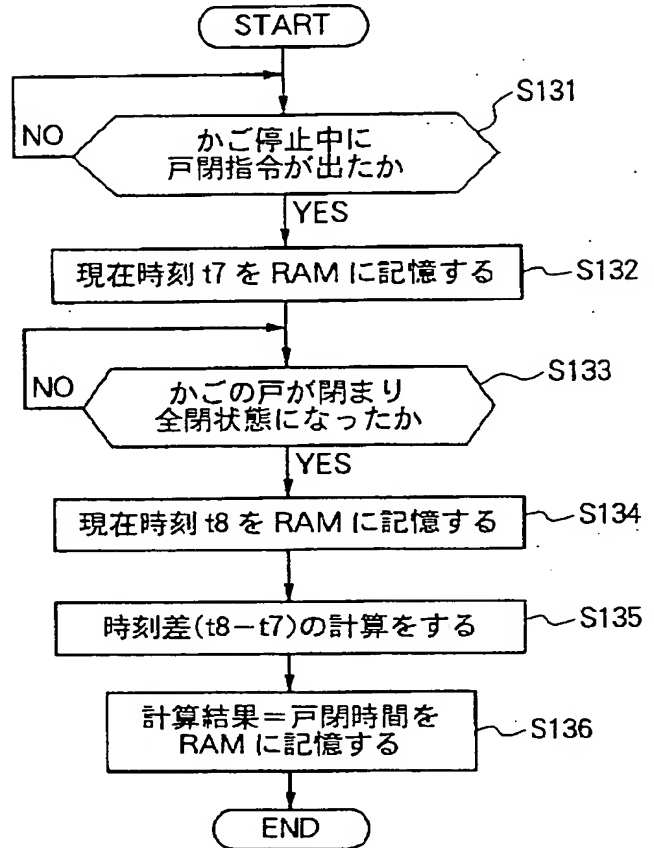 START
S131
NO
かご停止中に
戸閉指令が出たか
YES
現在時刻 t7 を RAM に記憶する
S132
S133
NO
かごの戸が閉まり
全閉状態になったか
YES
現在時刻 t8 を RAM に記憶する
S134
時刻差(t8−t7)の計算をする
S135
計算結果=戸閉時間を
RAM に記憶する
S136
END